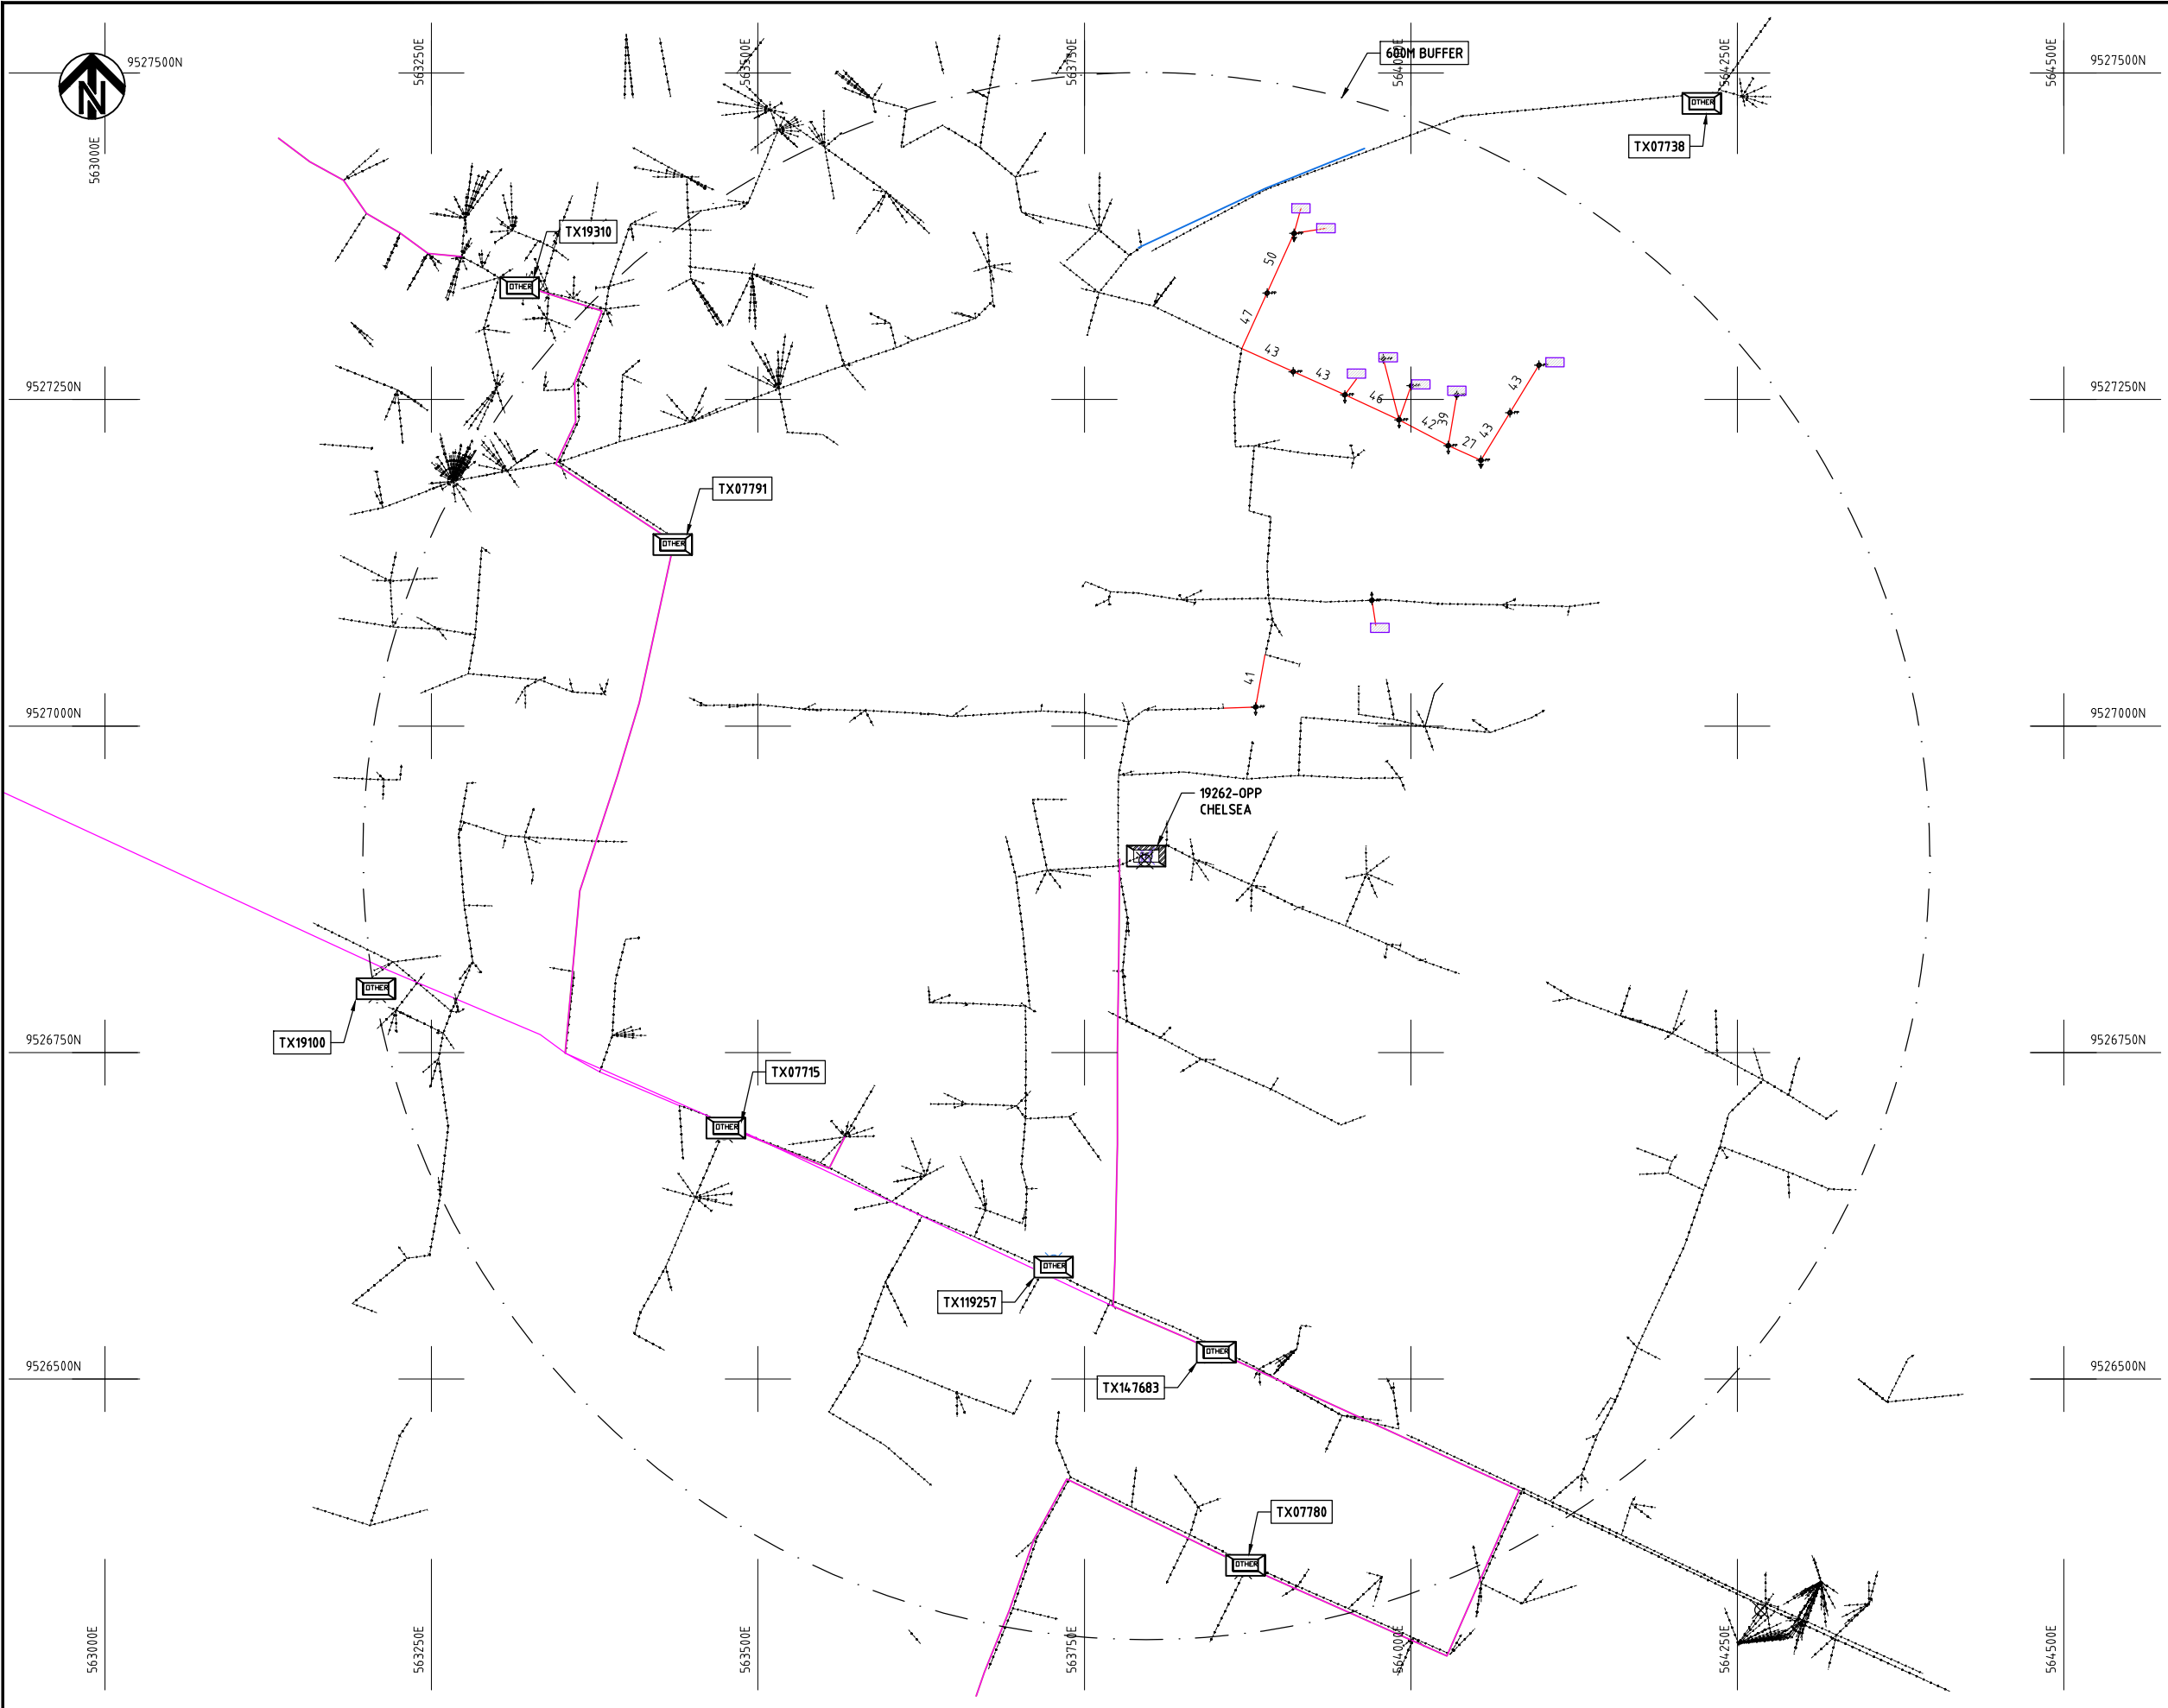 563250E
563500E
563750E
564000E
564250E
564500E
600M BUFFER
9527500N
9527500N
N
563000E
OTHER
TX07738
TX19310
OTHER
50
47
43
43
46
42
39
27
43
43
9527250N
9527250N
TX07791
OTHER
41
9527000N
9527000N
19262-OPP
CHELSEA
OTHER
TX19100
9526750N
9526750N
TX07715
OTHER
OTHER
TX119257
OTHER
TX147683
9526500N
9526500N
TX07780
OTHER
563000E
563250E
563500E
563750E
564000E
564250E
564500E